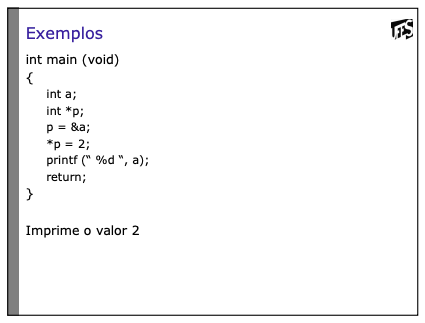 Exemplos
int main (void)
{
int a;
int *p;
p = &a;
*p = 2;
printf (“ %d “, a);
return;
}
Imprime o valor 2